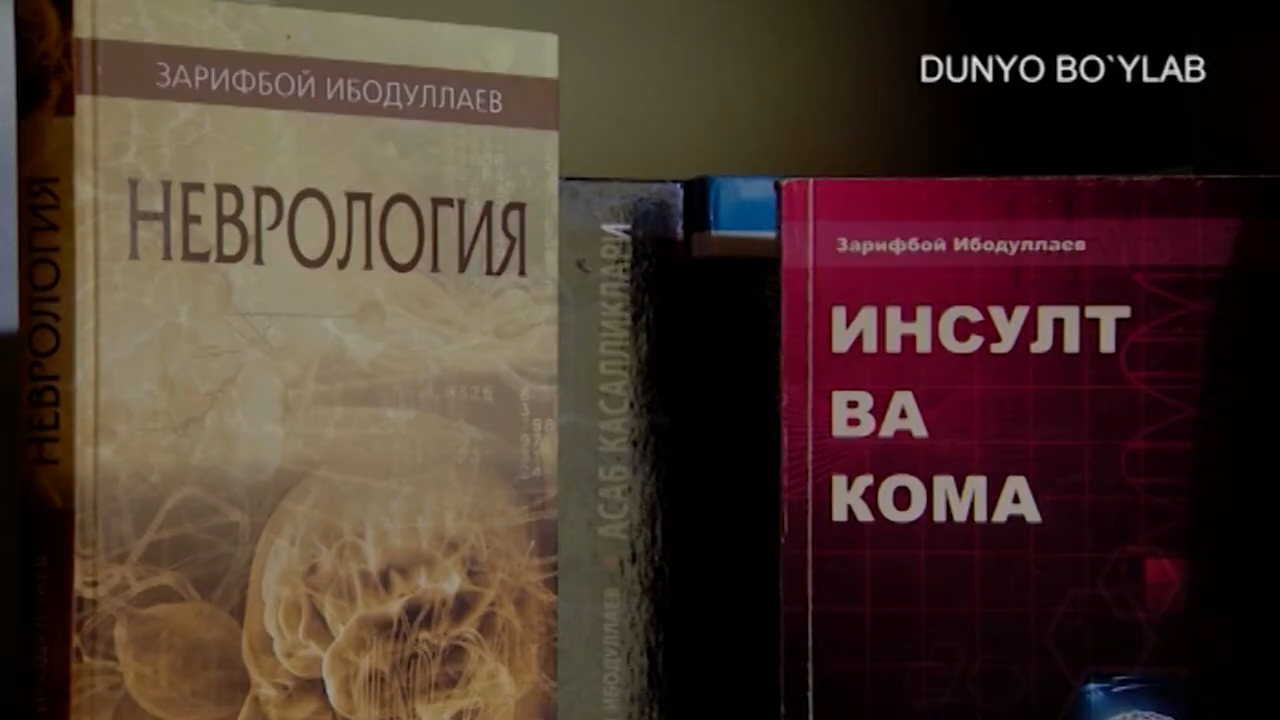 DUNYO BO`YLAB
НЕВРОЛОГИЯ
ЗАРИФБОЙ ИБОДУЛЛАЕВ
НЕВРОЛОГИЯ
ИБОДУЛЛАЕВ
АСАБ КАСАЛЛИКЛАРИ
Зарифбой Ибодуллаев
ИНСУЛТ
ВА
КОМА